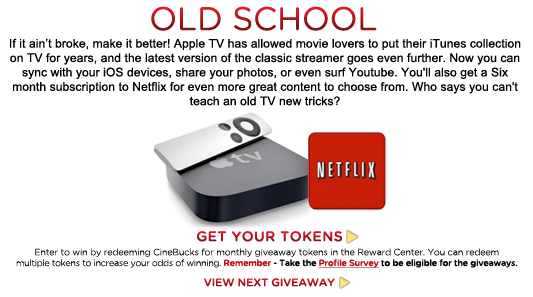 OLD SCHOOL
If it ain't broke, make it better! Apple TV has allowed movie lovers to put their iTunes collection
on TV for years, and the latest version of the classic streamer goes even further. Now you can
sync with your iOS devices, share your photos, or even surf Youtube. You'll also get a Six
month subscription to Netflix for even more great content to choose from. Who says you can't
teach an old TV new tricks?
tv
NETFLIX
GET YOUR TOKENS
Enter to win by redeeming CineBucks for monthly giveaway tokens in the Reward Center. You can redeem
multiple tokens to increase your odds of winning. Remember - Take the Profile Survey to be eligible for the giveaways.
VIEW NEXT GIVEAWAY